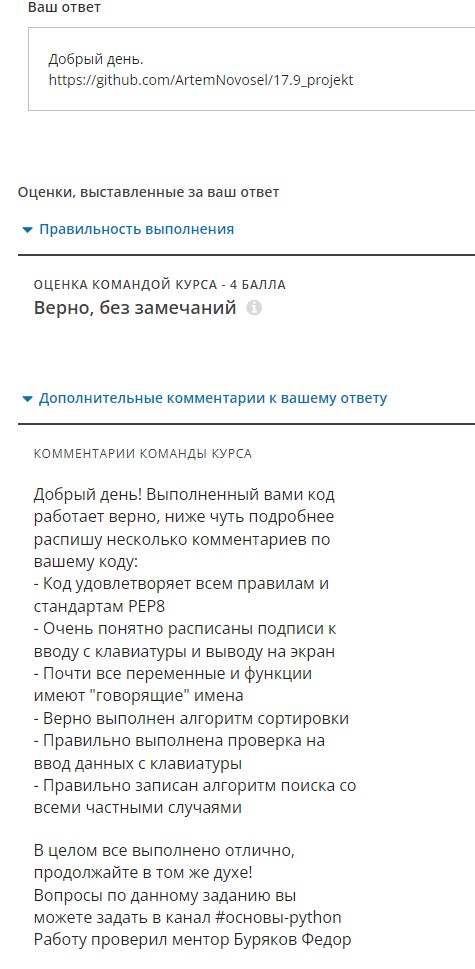 Ваш ответ
Добрый день.
https://github.com/ArtemNovosel/17.9_projekt
Оценки, выставленные за ваш ответ
Правильность выполнения
ОЦЕНКА КОМАНДОЙ КУРСА - 4 БАЛЛА
Верно, без замечаний
Дополнительные комментарии к вашему ответу
КОММЕНТАРИИ КОМАНДЫ КУРСА
Добрый день! Выполненный вами код
работает верно, ниже чуть подробнее
распишу несколько комментариев по
вашему коду:
- Код удовлетворяет всем правилам и
стандартам PEP8
- Очень понятно расписаны подписи к
вводу с клавиатуры и выводу на экран
- Почти все переменные и функции
имеют "говорящие" имена
- Верно выполнен алгоритм сортировки
- Правильно выполнена проверка на
ввод данных с клавиатуры
- Правильно записан алгоритм поиска со
всеми частными случаями
В целом все выполнено отлично,
продолжайте в том же духе!
Вопросы по данному заданию вы
можете задать в канал #основы-python
Работу проверил ментор Буряков Федор